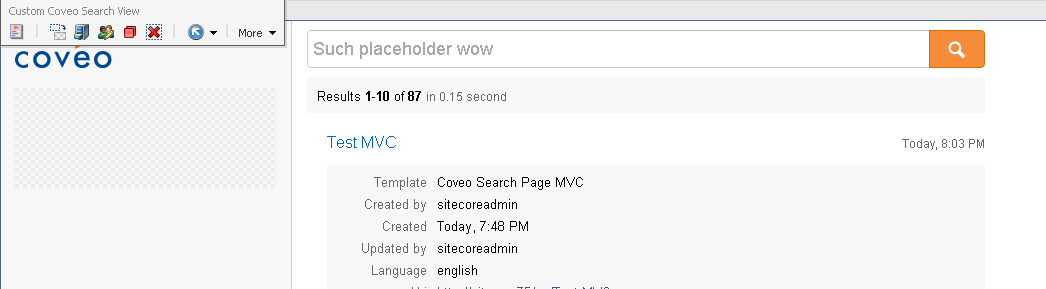 Custom Coveo Search View
More
coveo
Such placeholder wow
Results 1-10 of 87 in 0.15 second
Test MVC Today, 8:03 PM
Template Coveo Search Page MVC
Created by sitecoreadmin
Created Today, 7:48 PM
Updated by sitecoreadmin
Language english